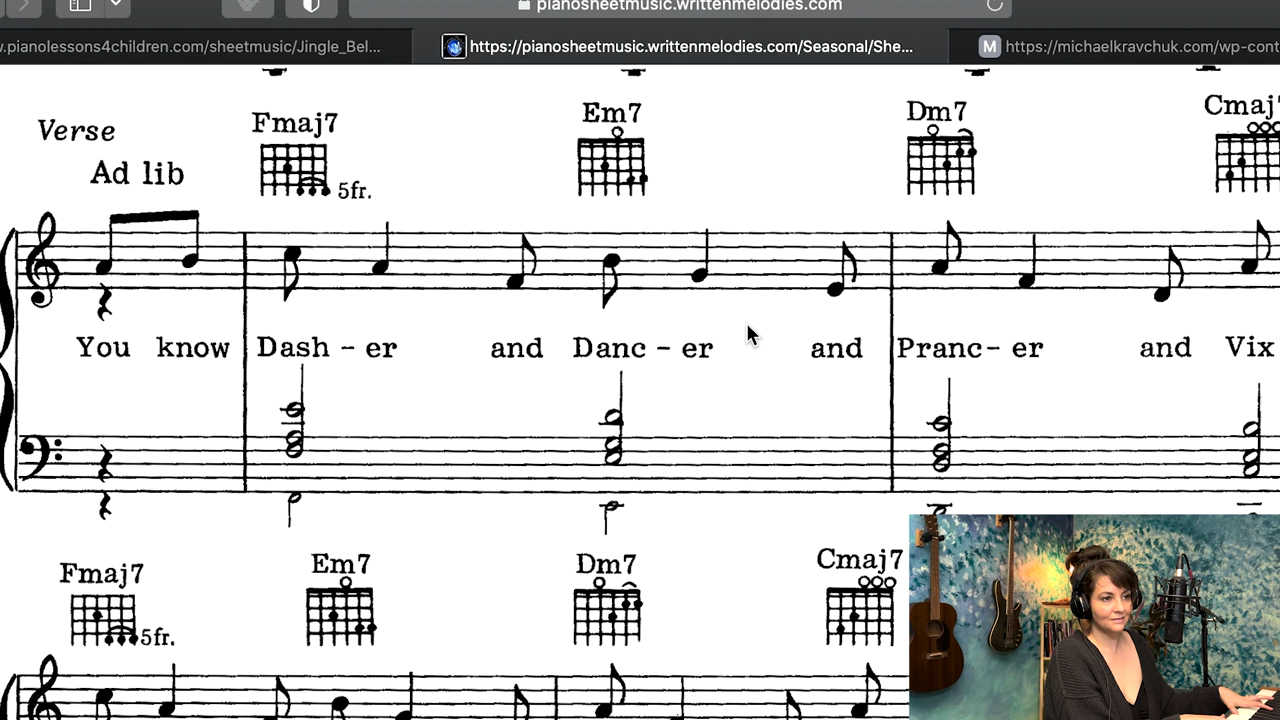 pianosheetmusic.writtenmelodies.com
w.pianolessons4children.com/sheetmusic/Jingle_Bel...
https://pianosheetmusic.writtenmelodies.com/Seasonal/She...
M https://michaelkravchuk.com/wp-cont
Verse
Ad lib
Fmaj7 Em7 Dm7 Cmaj7
5fr.
You know Dash - er and Danc - er and Pranc - er and Vix
Fmaj7 Em7 Dm7 Cmaj7
5fr.